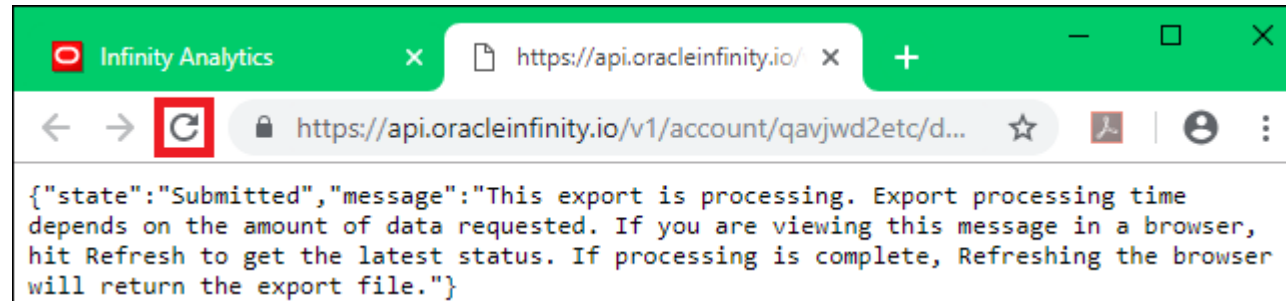 Infinity Analytics
https://api.oracleinfinity.io/
https://api.oracleinfinity.io/v1/account/qavjwd2etc/d...
{"state":"Submitted","message":"This export is processing. Export processing time
depends on the amount of data requested. If you are viewing this message in a browser,
hit Refresh to get the latest status. If processing is complete, Refreshing the browser
will return the export file."}